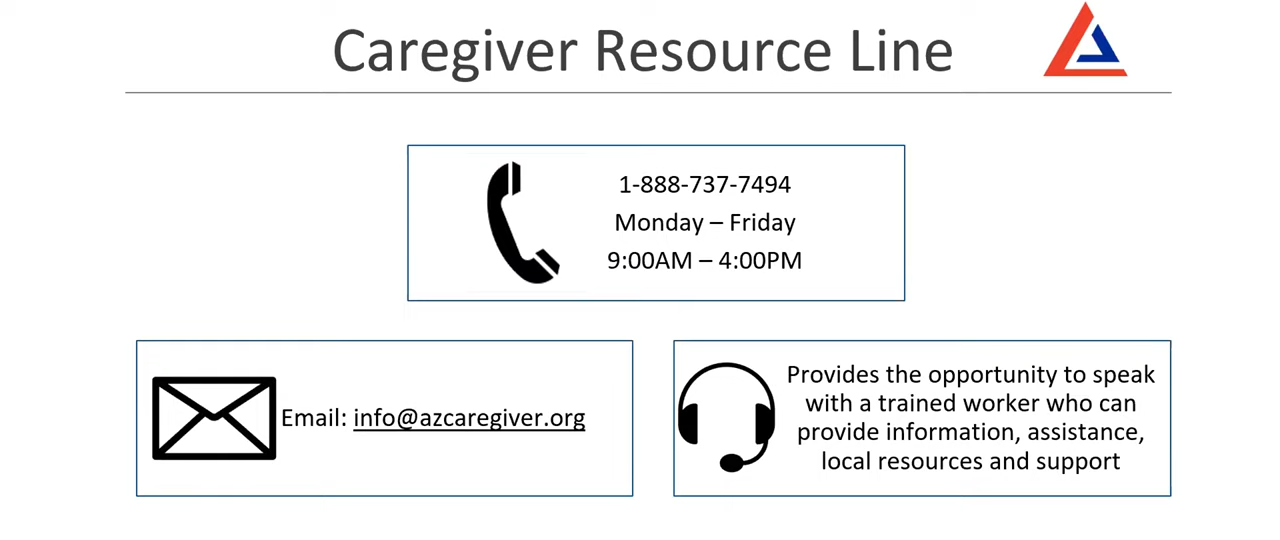 Caregiver Resource Line
1-888-737-7494
Monday – Friday
9:00AM – 4:00PM
Email: info@azcaregiver.org
Provides the opportunity to speak
with a trained worker who can
provide information, assistance,
local resources and support